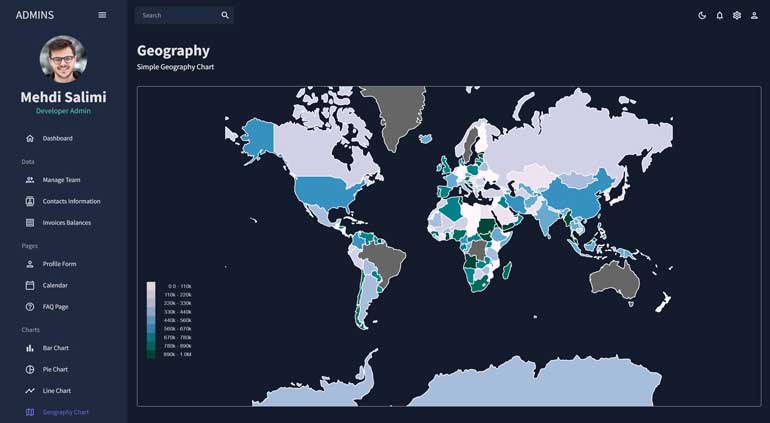 ADMINS
Search
Mehdi Salimi
Developer Admin
Dashboard
Data
Manage Team
Contacts Information
Invoices Balances
Pages
Profile Form
Calendar
FAQ Page
Charts
Bar Chart
Pie Chart
Line Chart
Geography Chart
Geography
Simple Geography Chart
0.0 - 110k
110k - 220k
220k - 330k
330k - 440k
440k - 560k
560k - 670k
670k - 780k
780k - 890k
890k - 1.0M